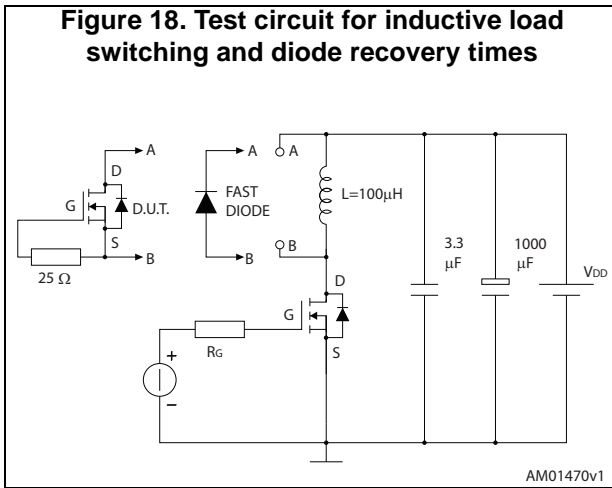 Figure 18. Test circuit for inductive load
switching and diode recovery times
A
D
G
D.U.T.
S
B
25 Ω
A
FAST
DIODE
B
A
L=100μH
B
D
G
S
RG
+
−
3.3
μF
1000
μF
VDD
AM01470v1